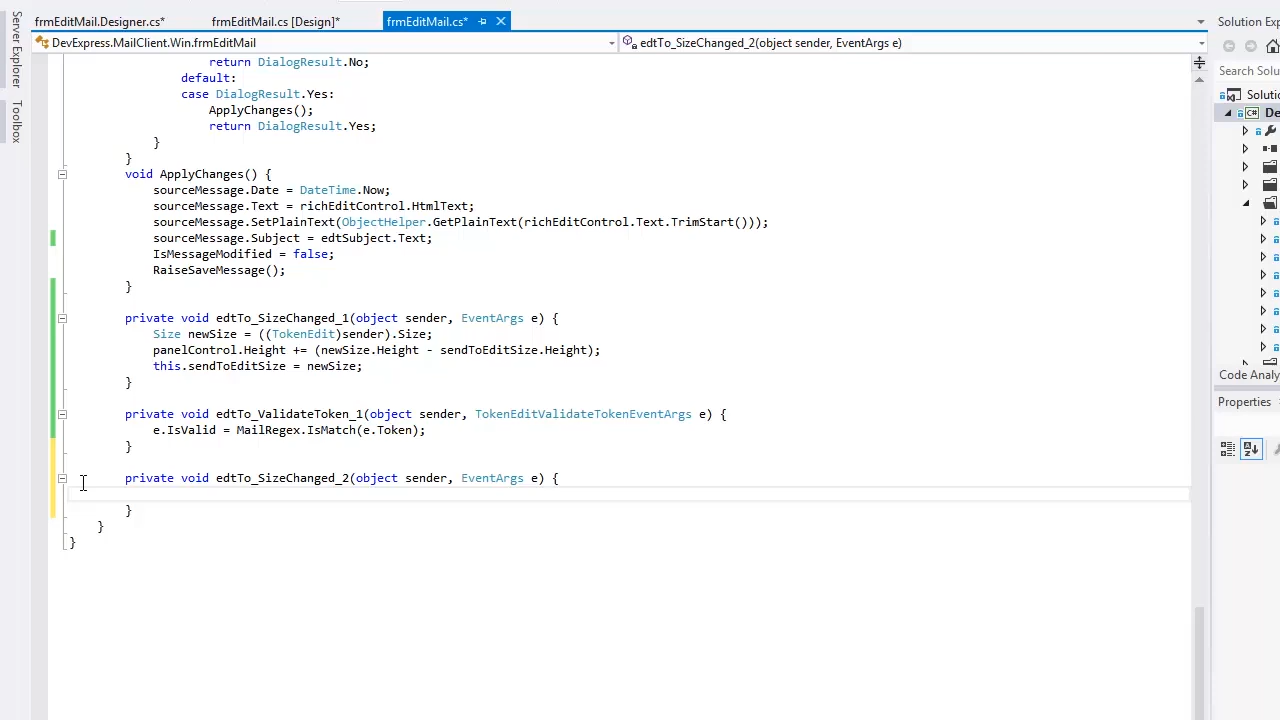 frmEditMail.Designer.cs*
frmEditMail.cs [Design]*
frmEditMail.cs*
Solution Exp
DevExpress.MailClient.Win.frmEditMail
edtTo_SizeChanged_2(object sender, EventArgs e)
Server Explorer
Toolbox
Search Solu
Solutio
De
return DialogResult.No;
default:
case DialogResult.Yes:
ApplyChanges();
return DialogResult.Yes;
}
}
void ApplyChanges() {
sourceMessage.Date = DateTime.Now;
sourceMessage.Text = richEditControl.HtmlText;
sourceMessage.SetPlainText(ObjectHelper.GetPlainText(richEditControl.Text.TrimStart()));
sourceMessage.Subject = edtSubject.Text;
IsMessageModified = false;
RaiseSaveMessage();
}
private void edtTo_SizeChanged_1(object sender, EventArgs e) {
Size newSize = ((TokenEdit)sender).Size;
panelControl.Height += (newSize.Height - sendToEditSize.Height);
this.sendToEditSize = newSize;
}
private void edtTo_ValidateToken_1(object sender, TokenEditValidateTokenEventArgs e) {
e.IsValid = MailRegex.IsMatch(e.Token);
}
private void edtTo_SizeChanged_2(object sender, EventArgs e) {
}
}
}
Code Analy
Properties